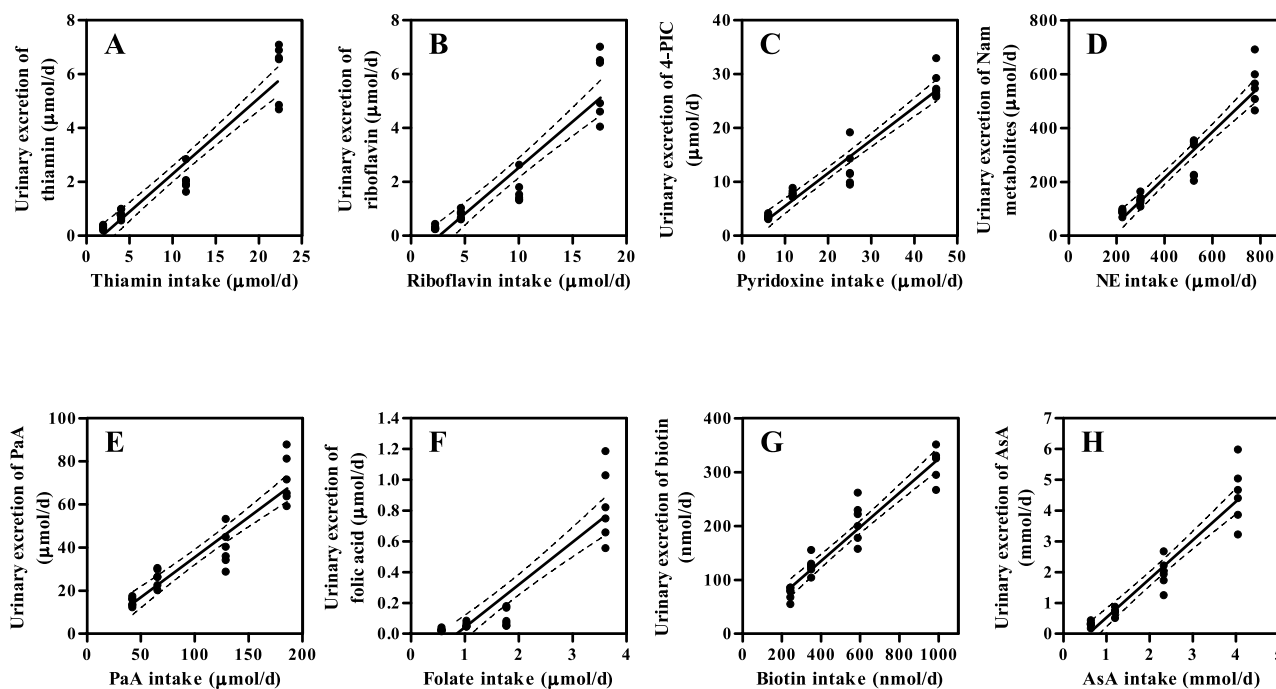 A
Urinary excretion of
thiamin (μmol/d)
8
6
4
2
0
0 5 10 15 20 25
Thiamin intake (μmol/d)
B
Urinary excretion of
riboflavin (μmol/d)
8
6
4
2
0
0 5 10 15 20
Riboflavin intake (μmol/d)
C
Urinary excretion of 4-PIC
(μmol/d)
40
30
20
10
0
0 10 20 30 40 50
Pyridoxine intake (μmol/d)
D
Urinary excretion of Nam
metabolites (μmol/d)
800
600
400
200
0
0 200 400 600 800
NE intake (μmol/d)
E
Urinary excretion of PaA
(μmol/d)
100
80
60
40
20
0
0 50 100 150 200
PaA intake (μmol/d)
F
Urinary excretion of
folic acid (μmol/d)
1.4
1.2
1.0
0.8
0.6
0.4
0.2
0.0
0 1 2 3 4
Folate intake (μmol/d)
G
Urinary excretion of biotin
(nmol/d)
400
300
200
100
0
0 200 400 600 800 1000
Biotin intake (nmol/d)
H
Urinary excretion of AsA
(mmol/d)
7
6
5
4
3
2
1
0
0 1 2 3 4
AsA intake (mmol/d)